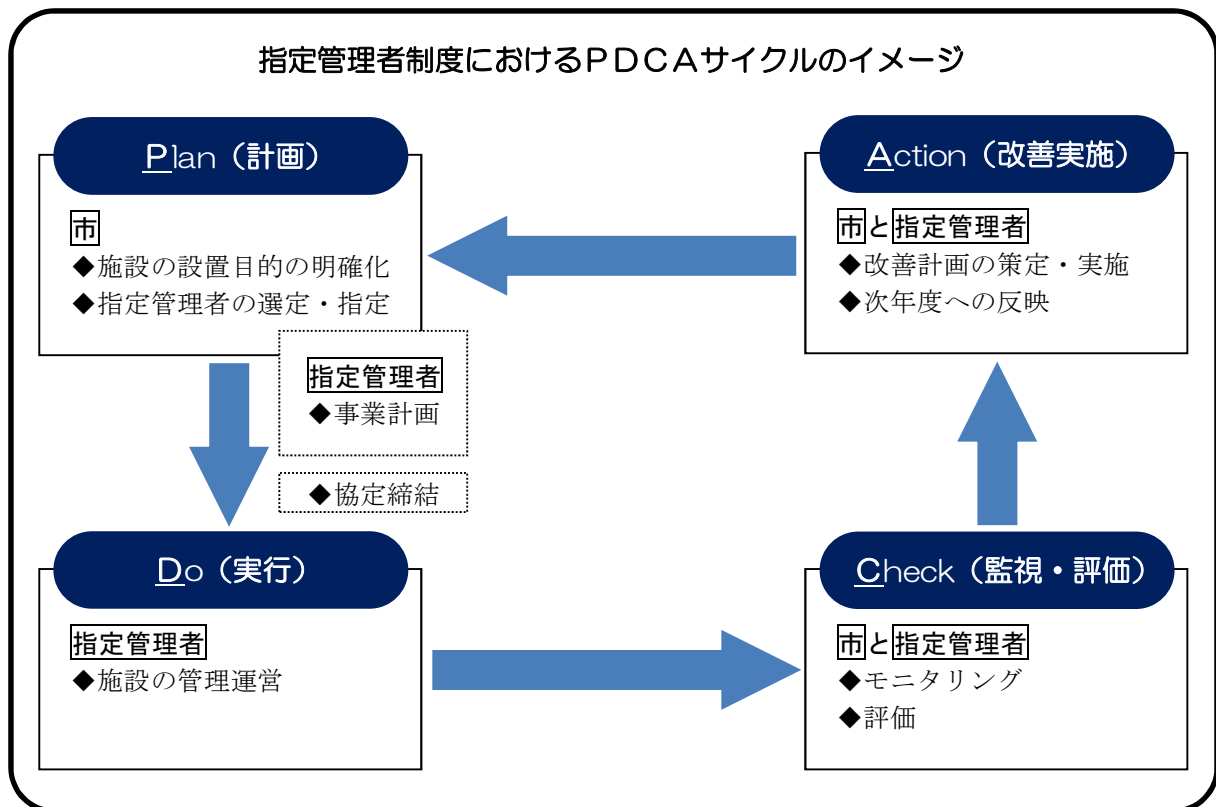 指定管理者制度におけるPDCAサイクルのイメージ
Plan（計画）
市
◆施設の設置目的の明確化
◆指定管理者の選定・指定
指定管理者
◆事業計画
◆協定締結
Do（実行）
指定管理者
◆施設の管理運営
Check（監視・評価）
市と指定管理者
◆モニタリング
◆評価
Action（改善実施）
市と指定管理者
◆改善計画の策定・実施
◆次年度への反映